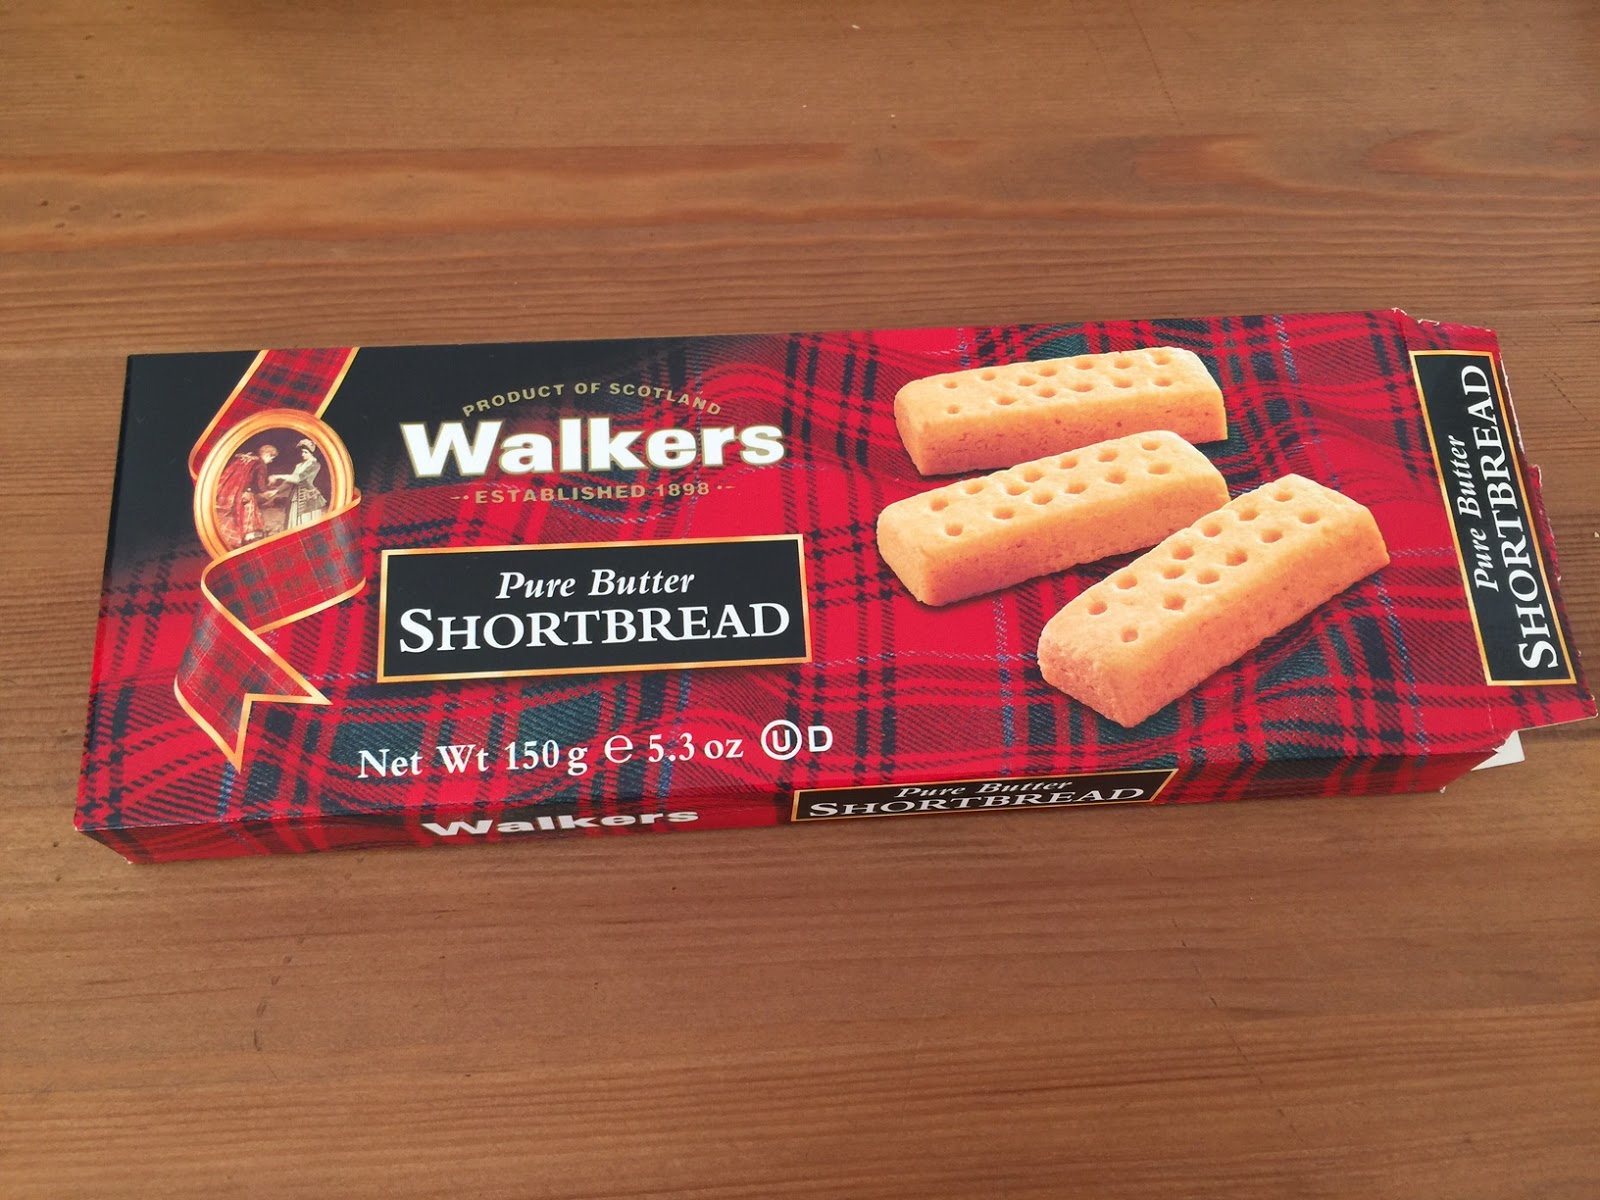 PRODUCT OF SCOTLAND
Walkers
ESTABLISHED 1898
Pure Butter
SHORTBREAD
Net Wt 150g ℮ 5.3 oz Ⓤ D
Walkers
Pure Butter
SHORTBREAD
Pure Butter
SHORTBREAD